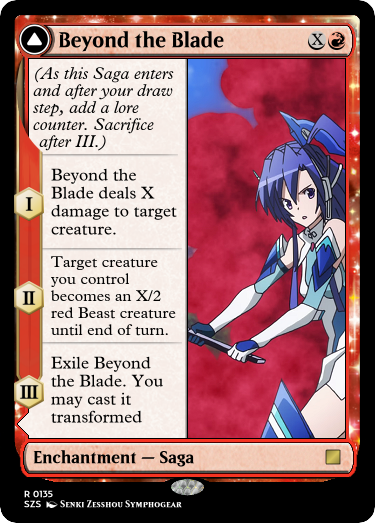 Beyond the Blade
X
(As this Saga enters
and after your draw
step, add a lore
counter. Sacrifice
after III.)
I
Beyond the
Blade deals X
damage to target
creature.
II
Target creature
you control
becomes an X/2
red Beast creature
until end of turn.
III
Exile Beyond
the Blade. You
may cast it
transformed
Enchantment — Saga
R 0135
SZS Senki Zesshou Symphogear